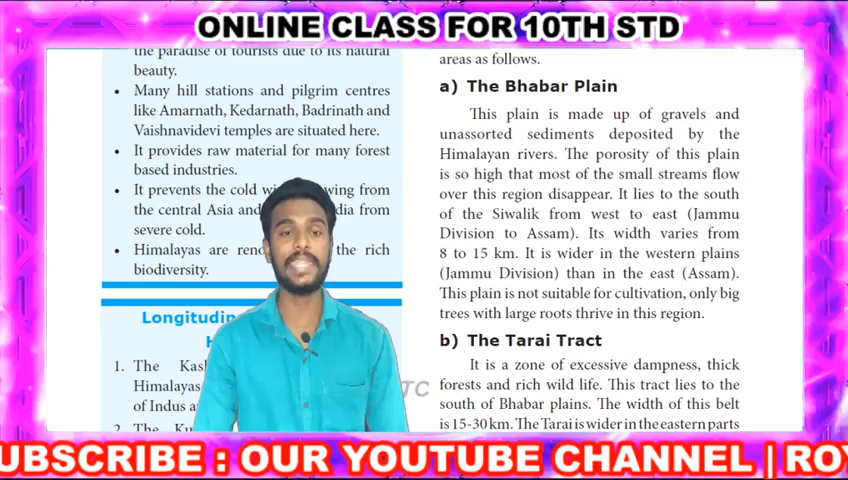 ONLINE CLASS FOR 10TH STD
the paradise of tourists due to its natural
beauty.
• Many hill stations and pilgrim centres
like Amarnath, Kedarnath, Badrinath and
Vaishnavidevi temples are situated here.
• It provides raw material for many forest
based industries.
• It prevents the cold wi wing from
the central Asia and dia from
severe cold.
• Himalayas are reno the rich
biodiversity.
Longitudin
H
1. The Kas
Himalayas
of Indus a
2. The Ku
areas as follows.
a) The Bhabar Plain
This plain is made up of gravels and
unassorted sediments deposited by the
Himalayan rivers. The porosity of this plain
is so high that most of the small streams flow
over this region disappear. It lies to the south
of the Siwalik from west to east (Jammu
Division to Assam). Its width varies from
8 to 15 km. It is wider in the western plains
(Jammu Division) than in the east (Assam).
This plain is not suitable for cultivation, only big
trees with large roots thrive in this region.
b) The Tarai Tract
It is a zone of excessive dampness, thick
forests and rich wild life. This tract lies to the
south of Bhabar plains. The width of this belt
is 15-30 km. The Tarai is wider in the eastern parts
TC
UBSCRIBE : OUR YOUTUBE CHANNEL | ROY